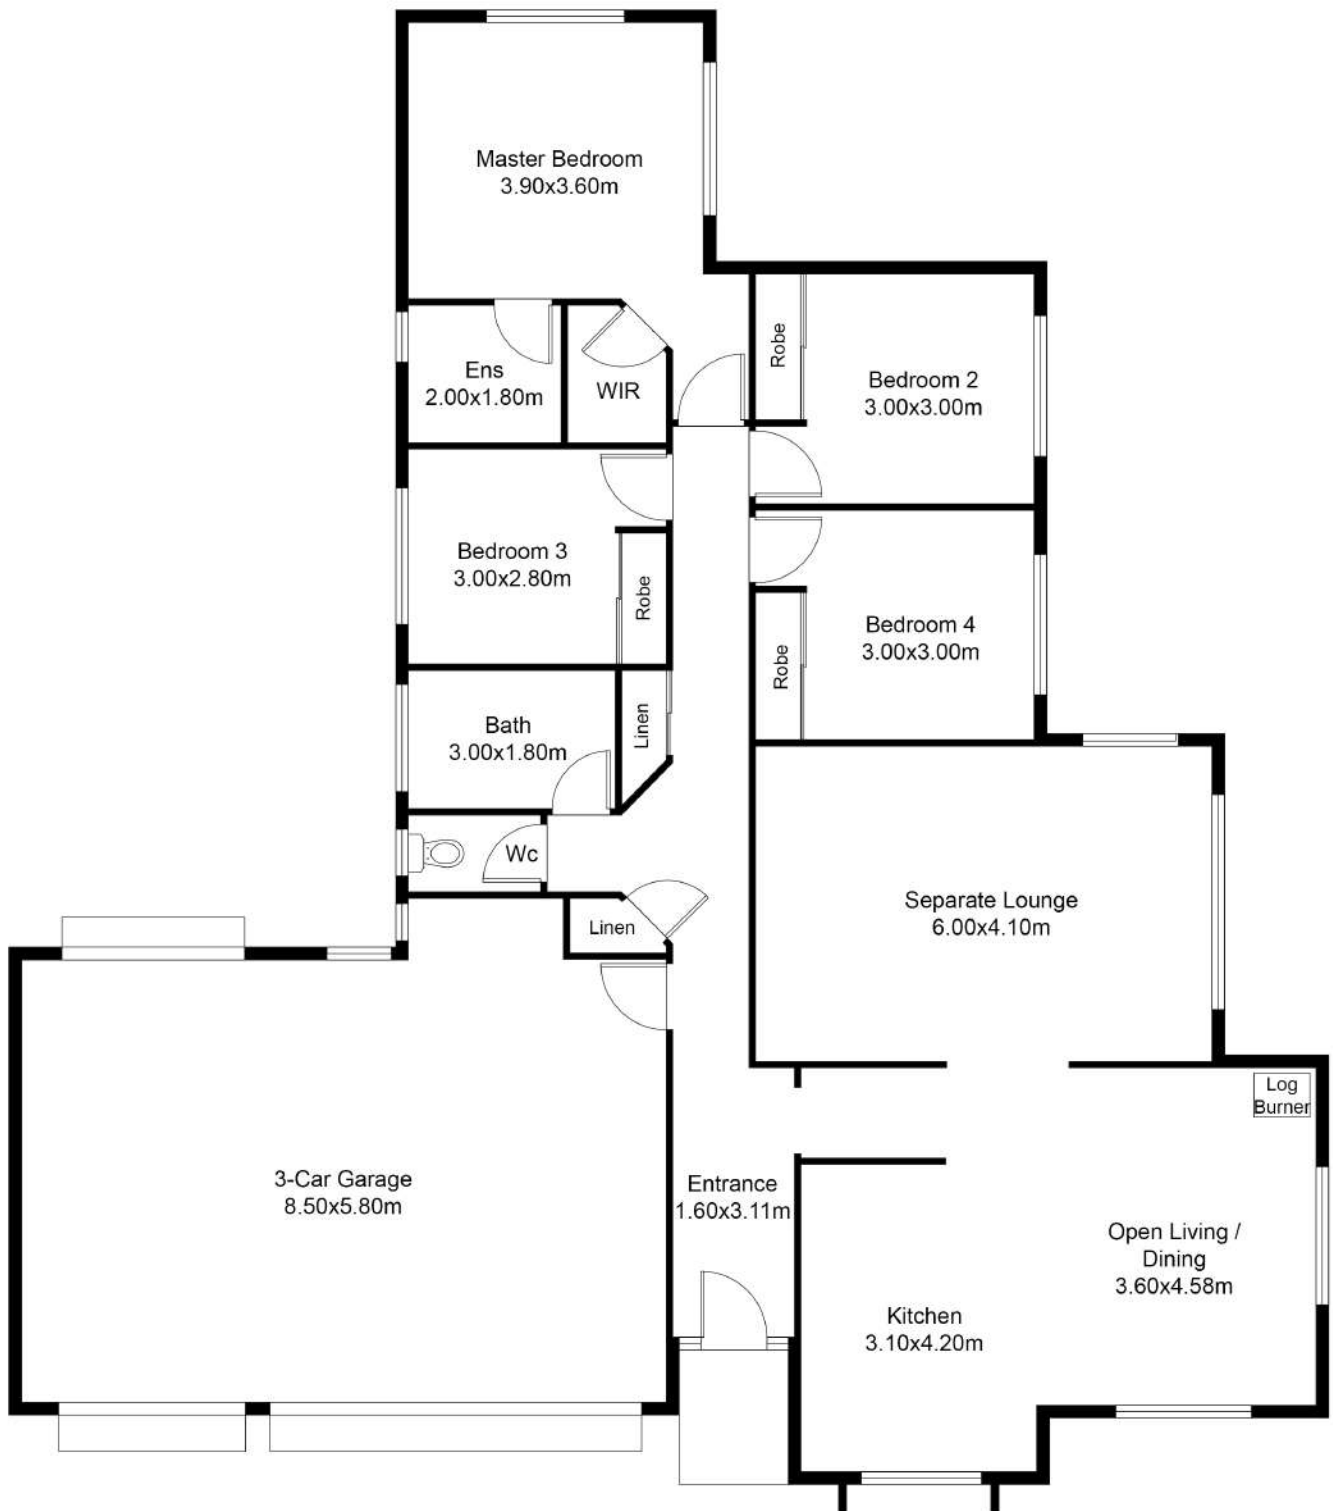 Master Bedroom
3.90x3.60m
Robe
Bedroom 2
3.00x3.00m
Ens
2.00x1.80m
WIR
Bedroom 3
3.00x2.80m
Robe
Bedroom 4
3.00x3.00m
Robe
Bath
3.00x1.80m
Linen
Wc
Linen
Separate Lounge
6.00x4.10m
Log
Burner
3-Car Garage
8.50x5.80m
Entrance
1.60x3.11m
Open Living /
Dining
3.60x4.58m
Kitchen
3.10x4.20m